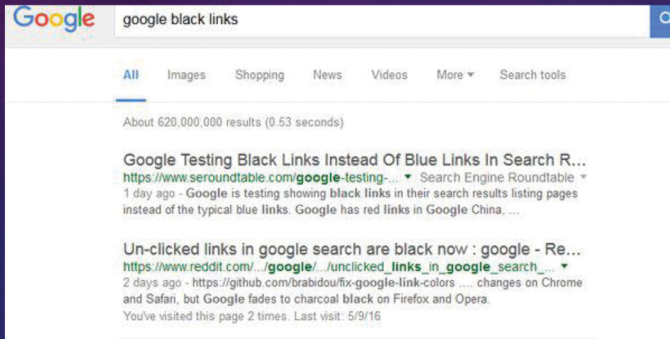 Google google black links
All Images Shopping News Videos More Search tools
About 620,000,000 results (0.53 seconds)
Google Testing Black Links Instead Of Blue Links In Search R...
https://www.seroundtable.com/google-testing-... Search Engine Roundtable
1 day ago - Google is testing showing black links in their search results listing pages
instead of the typical blue links. Google has red links in Google China, ...
Un-clicked links in google search are black now : google - Re...
https://www.reddit.com/.../google/.../unclicked_links_in_google_search_...
2 days ago - https://github.com/brabidou/fix-google-link-colors .... changes on Chrome
and Safari, but Google fades to charcoal black on Firefox and Opera.
You've visited this page 2 times. Last visit: 5/9/16